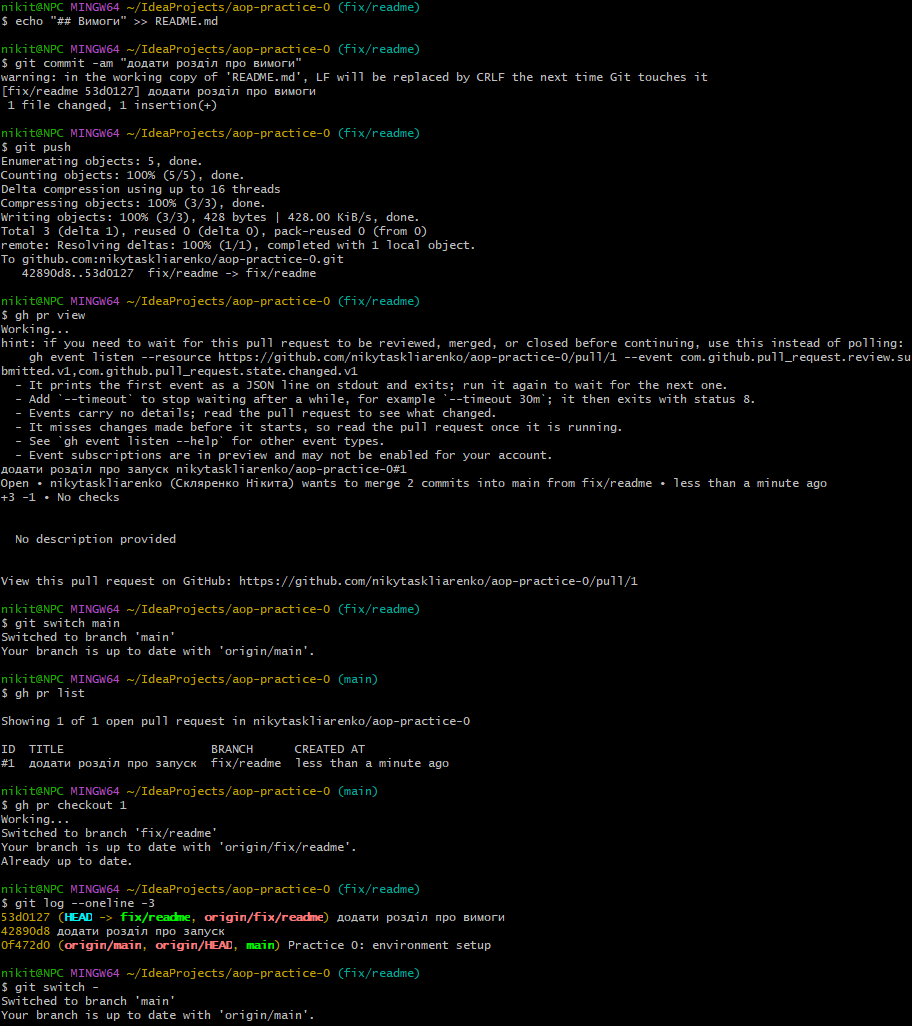 nikit@NPC MINGW64 ~/IdeaProjects/aop-practice-0 (fix/readme)
$ echo "## Вимоги" >> README.md
nikit@NPC MINGW64 ~/IdeaProjects/aop-practice-0 (fix/readme)
$ git commit -am "додати розділ про вимоги"
warning: in the working copy of 'README.md', LF will be replaced by CRLF the next time Git touches it
[fix/readme 53d0127] додати розділ про вимоги
 1 file changed, 1 insertion(+)
nikit@NPC MINGW64 ~/IdeaProjects/aop-practice-0 (fix/readme)
$ git push
Enumerating objects: 5, done.
Counting objects: 100% (5/5), done.
Delta compression using up to 16 threads
Compressing objects: 100% (3/3), done.
Writing objects: 100% (3/3), 428 bytes | 428.00 KiB/s, done.
Total 3 (delta 1), reused 0 (delta 0), pack-reused 0 (from 0)
remote: Resolving deltas: 100% (1/1), completed with 1 local object.
To github.com:nikytaskliarenko/aop-practice-0.git
   42890d8..53d0127  fix/readme -> fix/readme
nikit@NPC MINGW64 ~/IdeaProjects/aop-practice-0 (fix/readme)
$ gh pr view
Working...
hint: if you need to wait for this pull request to be reviewed, merged, or closed before continuing, use this instead of polling:
    gh event listen --resource https://github.com/nikytaskliarenko/aop-practice-0/pull/1 --event com.github.pull_request.review.su
bmitted.v1,com.github.pull_request.state.changed.v1
  - It prints the first event as a JSON line on stdout and exits; run it again to wait for the next one.
  - Add `--timeout` to stop waiting after a while, for example `--timeout 30m`; it then exits with status 8.
  - Events carry no details; read the pull request to see what changed.
  - It misses changes made before it starts, so read the pull request once it is running.
  - See `gh event listen --help` for other event types.
  - Event subscriptions are in preview and may not be enabled for your account.
додати розділ про запуск nikytaskliarenko/aop-practice-0#1
Open • nikytaskliarenko (Скляренко Нікита) wants to merge 2 commits into main from fix/readme • less than a minute ago
+3 -1 • No checks
  No description provided
View this pull request on GitHub: https://github.com/nikytaskliarenko/aop-practice-0/pull/1
nikit@NPC MINGW64 ~/IdeaProjects/aop-practice-0 (fix/readme)
$ git switch main
Switched to branch 'main'
Your branch is up to date with 'origin/main'.
nikit@NPC MINGW64 ~/IdeaProjects/aop-practice-0 (main)
$ gh pr list
Showing 1 of 1 open pull request in nikytaskliarenko/aop-practice-0
ID  TITLE                     BRANCH      CREATED AT
#1  додати розділ про запуск  fix/readme  less than a minute ago
nikit@NPC MINGW64 ~/IdeaProjects/aop-practice-0 (main)
$ gh pr checkout 1
Working...
Switched to branch 'fix/readme'
Your branch is up to date with 'origin/fix/readme'.
Already up to date.
nikit@NPC MINGW64 ~/IdeaProjects/aop-practice-0 (fix/readme)
$ git log --oneline -3
53d0127 (HEAD -> fix/readme, origin/fix/readme) додати розділ про вимоги
42890d8 додати розділ про запуск
0f472d0 (origin/main, origin/HEAD, main) Practice 0: environment setup
nikit@NPC MINGW64 ~/IdeaProjects/aop-practice-0 (fix/readme)
$ git switch -
Switched to branch 'main'
Your branch is up to date with 'origin/main'.